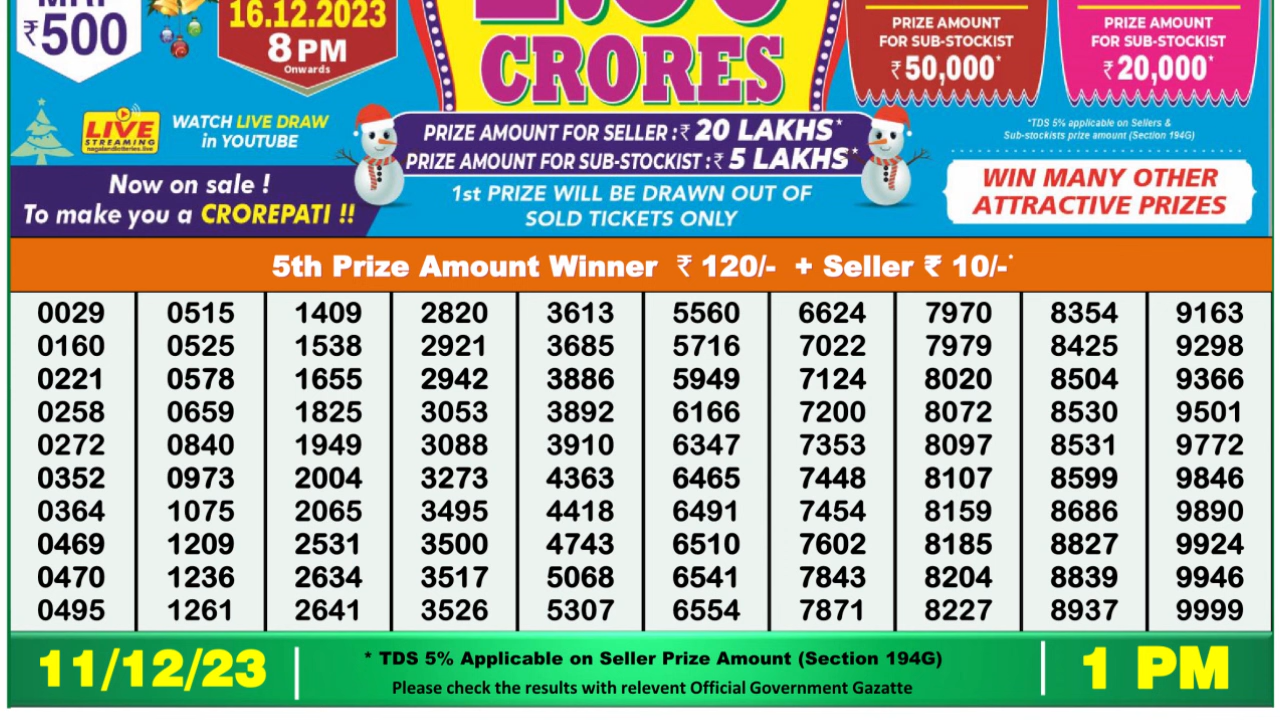 ₹500
16.12.2023
8 PM
Onwards
CRORES
PRIZE AMOUNT
FOR SUB-STOCKIST
₹50,000*
PRIZE AMOUNT
FOR SUB-STOCKIST
₹20,000*
LIVE
STREAMING
nagalandlotteries.live
WATCH LIVE DRAW
in YOUTUBE
PRIZE AMOUNT FOR SELLER : ₹ 20 LAKHS*
PRIZE AMOUNT FOR SUB-STOCKIST : ₹ 5 LAKHS*
*TDS 5% applicable on Sellers &
Sub-stockists prize amount (Section 194G)
Now on sale !
To make you a CROREPATI !!
1st PRIZE WILL BE DRAWN OUT OF
SOLD TICKETS ONLY
WIN MANY OTHER
ATTRACTIVE PRIZES
5th Prize Amount Winner ₹ 120/- + Seller ₹ 10/-*
0029 0515 1409 2820 3613 5560 6624 7970 8354 9163
0160 0525 1538 2921 3685 5716 7022 7979 8425 9298
0221 0578 1655 2942 3886 5949 7124 8020 8504 9366
0258 0659 1825 3053 3892 6166 7200 8072 8530 9501
0272 0840 1949 3088 3910 6347 7353 8097 8531 9772
0352 0973 2004 3273 4363 6465 7448 8107 8599 9846
0364 1075 2065 3495 4418 6491 7454 8159 8686 9890
0469 1209 2531 3500 4743 6510 7602 8185 8827 9924
0470 1236 2634 3517 5068 6541 7843 8204 8839 9946
0495 1261 2641 3526 5307 6554 7871 8227 8937 9999
11/12/23
* TDS 5% Applicable on Seller Prize Amount (Section 194G)
Please check the results with relevent Official Government Gazatte
1 PM